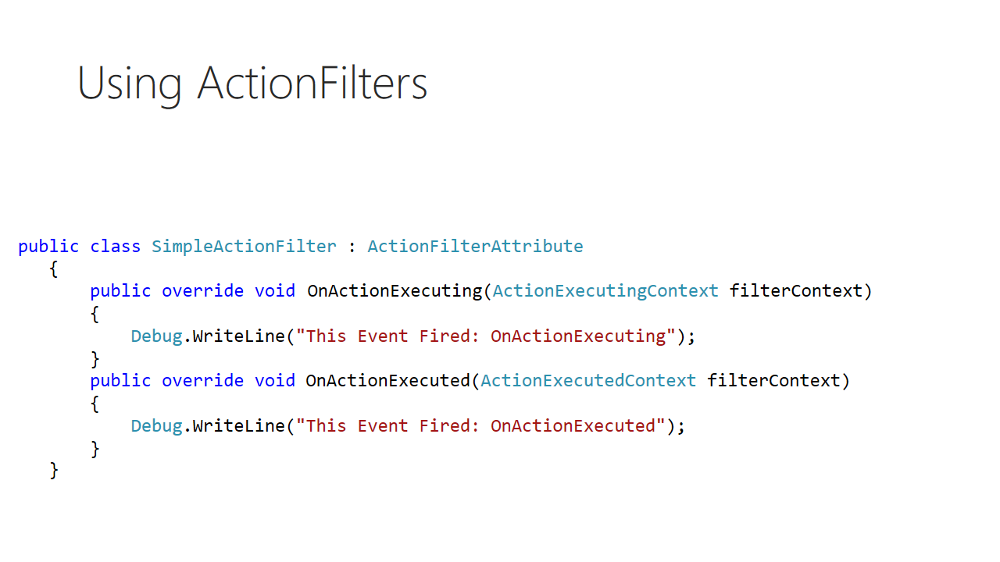 Using ActionFilters
public class SimpleActionFilter : ActionFilterAttribute
{
public override void OnActionExecuting(ActionExecutingContext filterContext)
{
Debug.WriteLine("This Event Fired: OnActionExecuting");
}
public override void OnActionExecuted(ActionExecutedContext filterContext)
{
Debug.WriteLine("This Event Fired: OnActionExecuted");
}
}